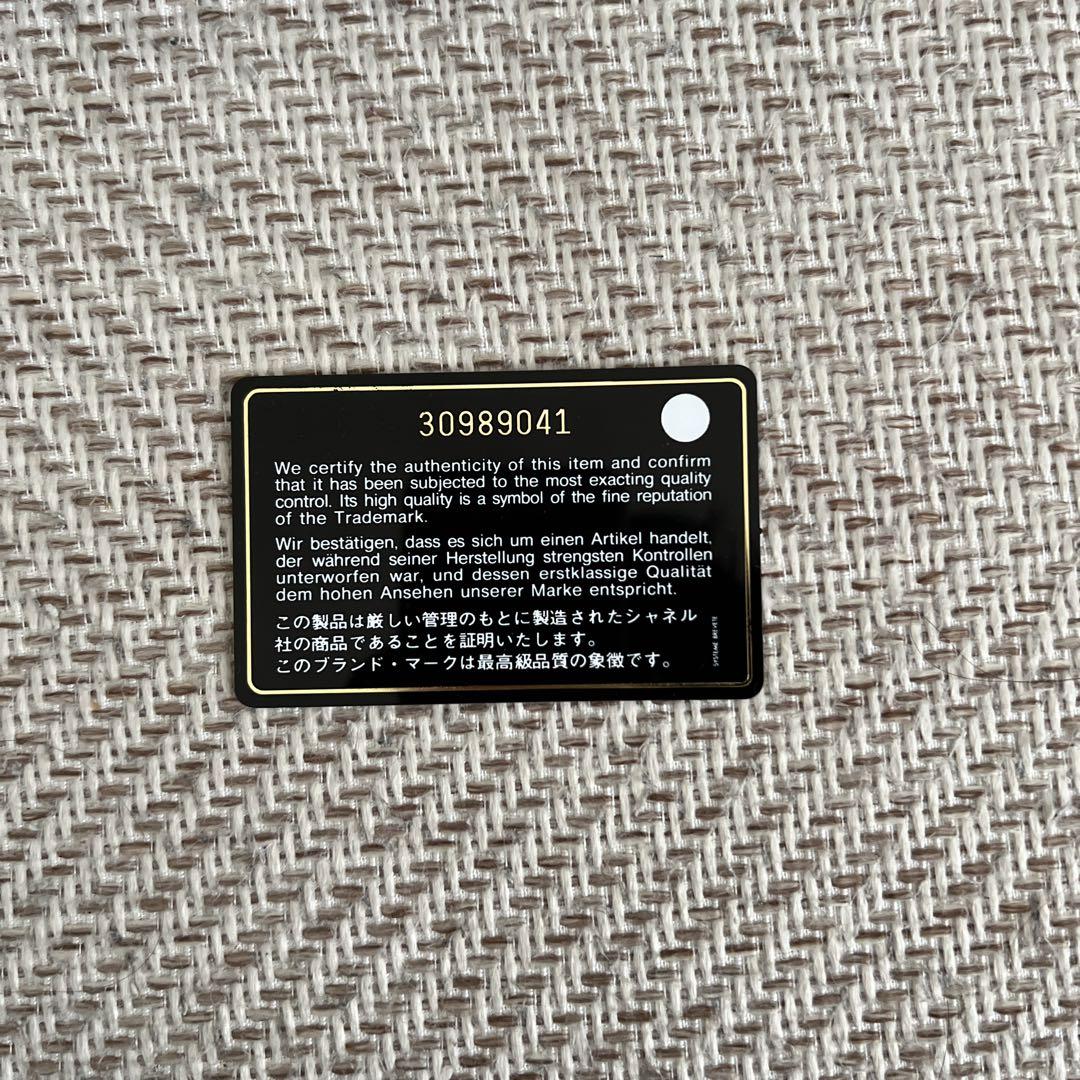 30989041
We certify the authenticity of this item and confirm
that it has been subjected to the most exacting quality
control. Its high quality is a symbol of the fine reputation
of the Trademark.
Wir bestätigen, dass es sich um einen Artikel handelt,
der während seiner Herstellung strengsten Kontrollen
unterworfen war, und dessen erstklassige Qualität
dem hohen Ansehen unserer Marke entspricht.
この製品は厳しい管理のもとに製造されたシャネル
社の商品であることを証明いたします。
このブランド・マークは最高級品質の象徴です。
SYSTEME BREVETE